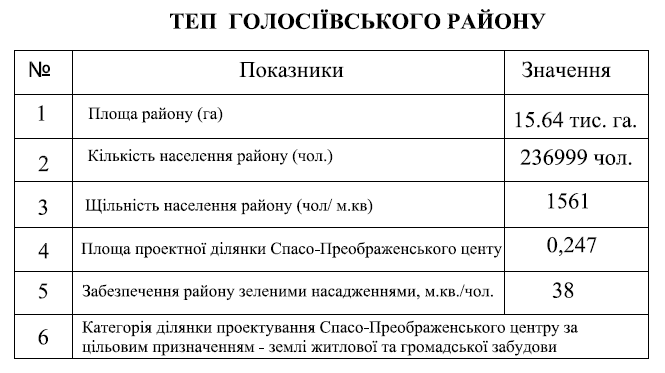 ТЕП ГОЛОСІЇВСЬКОГО РАЙОНУ
№ Показники Значення
1 Площа району (га) 15.64 тис. га.
2 Кількість населення району (чол.) 236999 чол.
3 Щільність населення району (чол/ м.кв) 1561
4 Площа проектної ділянки Спасо-Преображенського центу 0,247
5 Забезпечення району зеленими насадженнями, м.кв./чол. 38
6 Категорія ділянки проектування Спасо-Преображенського центру за
цільовим призначенням - землі житлової та громадської забудови